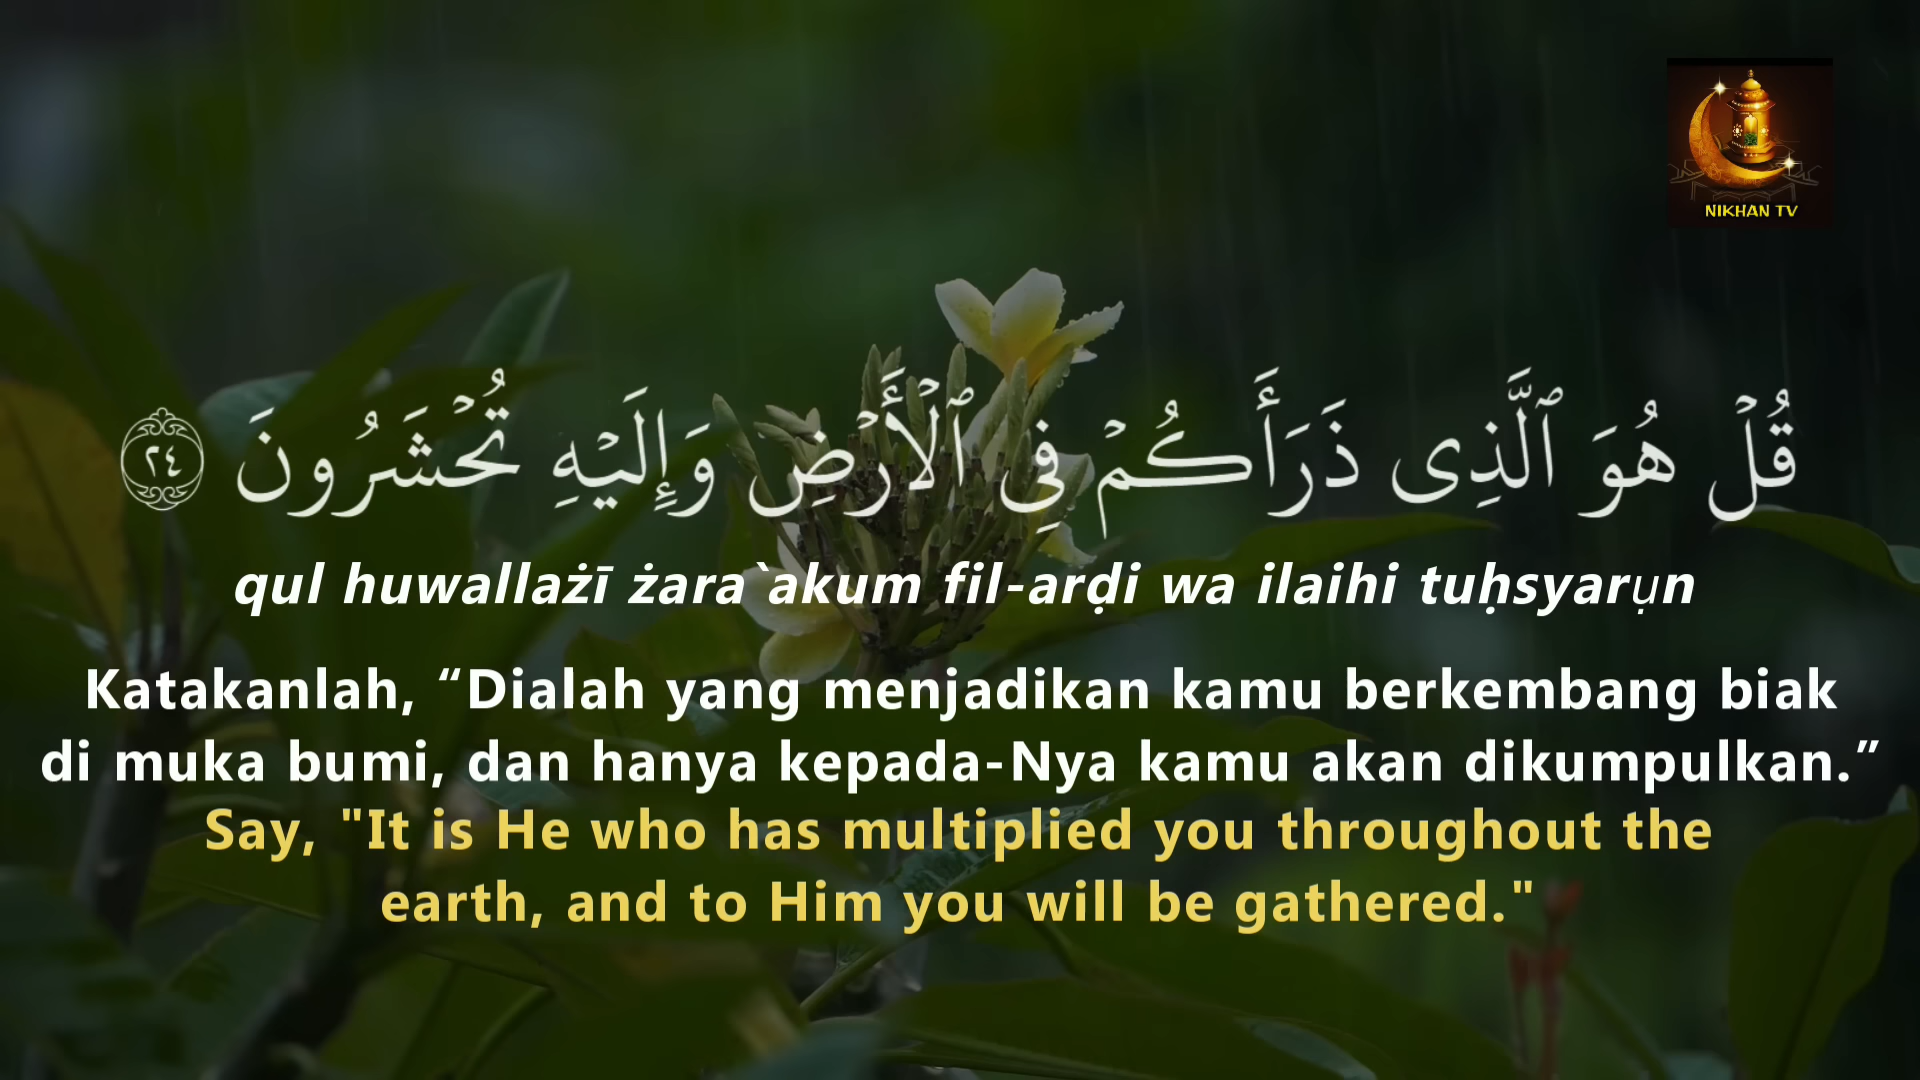 NIKHAN TV
قُلْ هُوَ ٱلَّذِى ذَرَأَكُمْ فِى ٱلْأَرْضِ وَإِلَيْهِ تُحْشَرُونَ ٢٤
qul huwallażī żara`akum fil-arḍi wa ilaihi tuḥsyarụn
Katakanlah, “Dialah yang menjadikan kamu berkembang biak
di muka bumi, dan hanya kepada-Nya kamu akan dikumpulkan.”
Say, "It is He who has multiplied you throughout the
earth, and to Him you will be gathered."